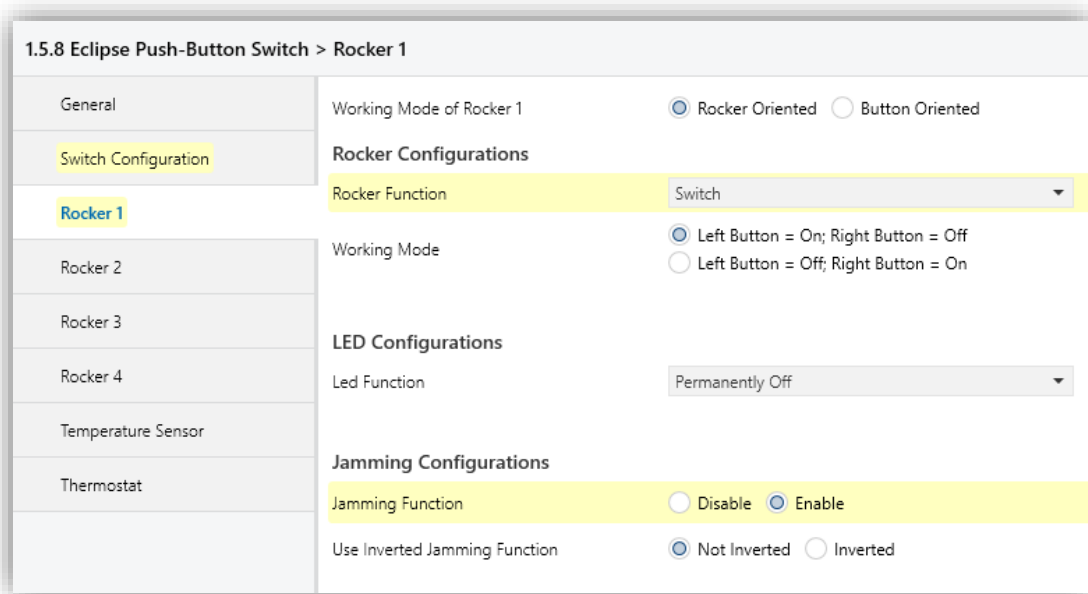 1.5.8 Eclipse Push-Button Switch > Rocker 1
General
Switch Configuration
Rocker 1
Rocker 2
Rocker 3
Rocker 4
Temperature Sensor
Thermostat
Working Mode of Rocker 1 Rocker Oriented Button Oriented
Rocker Configurations
Rocker Function Switch
Working Mode Left Button = On; Right Button = Off
Left Button = Off; Right Button = On
LED Configurations
Led Function Permanently Off
Jamming Configurations
Jamming Function Disable Enable
Use Inverted Jamming Function Not Inverted Inverted